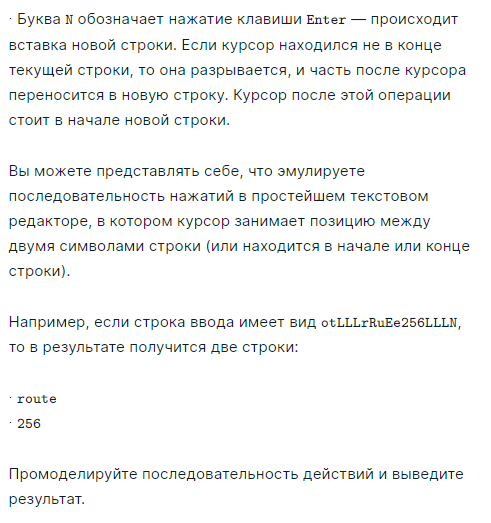 · Буква N обозначает нажатие клавиши Enter — происходит
вставка новой строки. Если курсор находился не в конце
текущей строки, то она разрывается, и часть после курсора
переносится в новую строку. Курсор после этой операции
стоит в начале новой строки.
Вы можете представлять себе, что эмулируете
последовательность нажатий в простейшем текстовом
редакторе, в котором курсор занимает позицию между
двумя символами строки (или находится в начале или конце
строки).
Например, если строка ввода имеет вид otLLLrRuEe256LLLN,
то в результате получится две строки:
· route
· 256
Промоделируйте последовательность действий и выведите
результат.